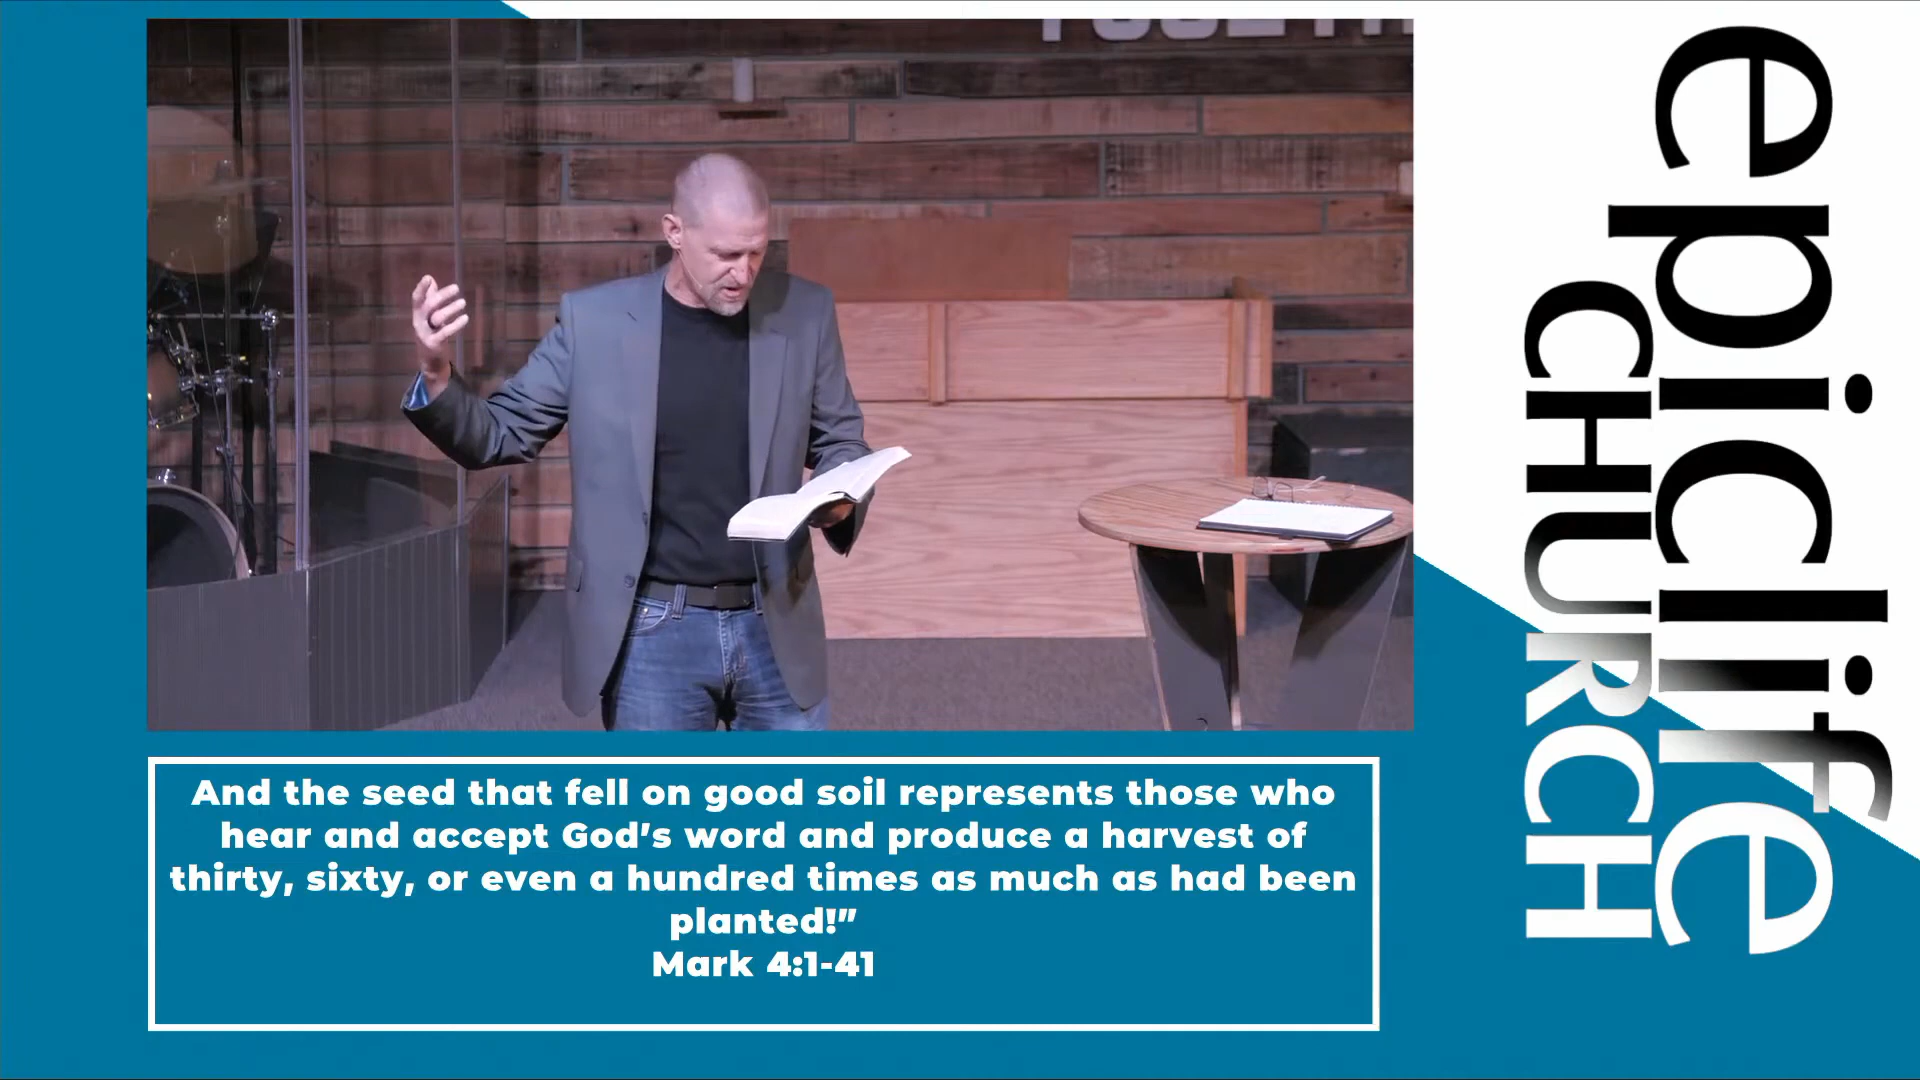 And the seed that fell on good soil represents those who
hear and accept God's word and produce a harvest of
thirty, sixty, or even a hundred times as much as had been
planted!”
Mark 4:1-41
epiclife
CHURCH